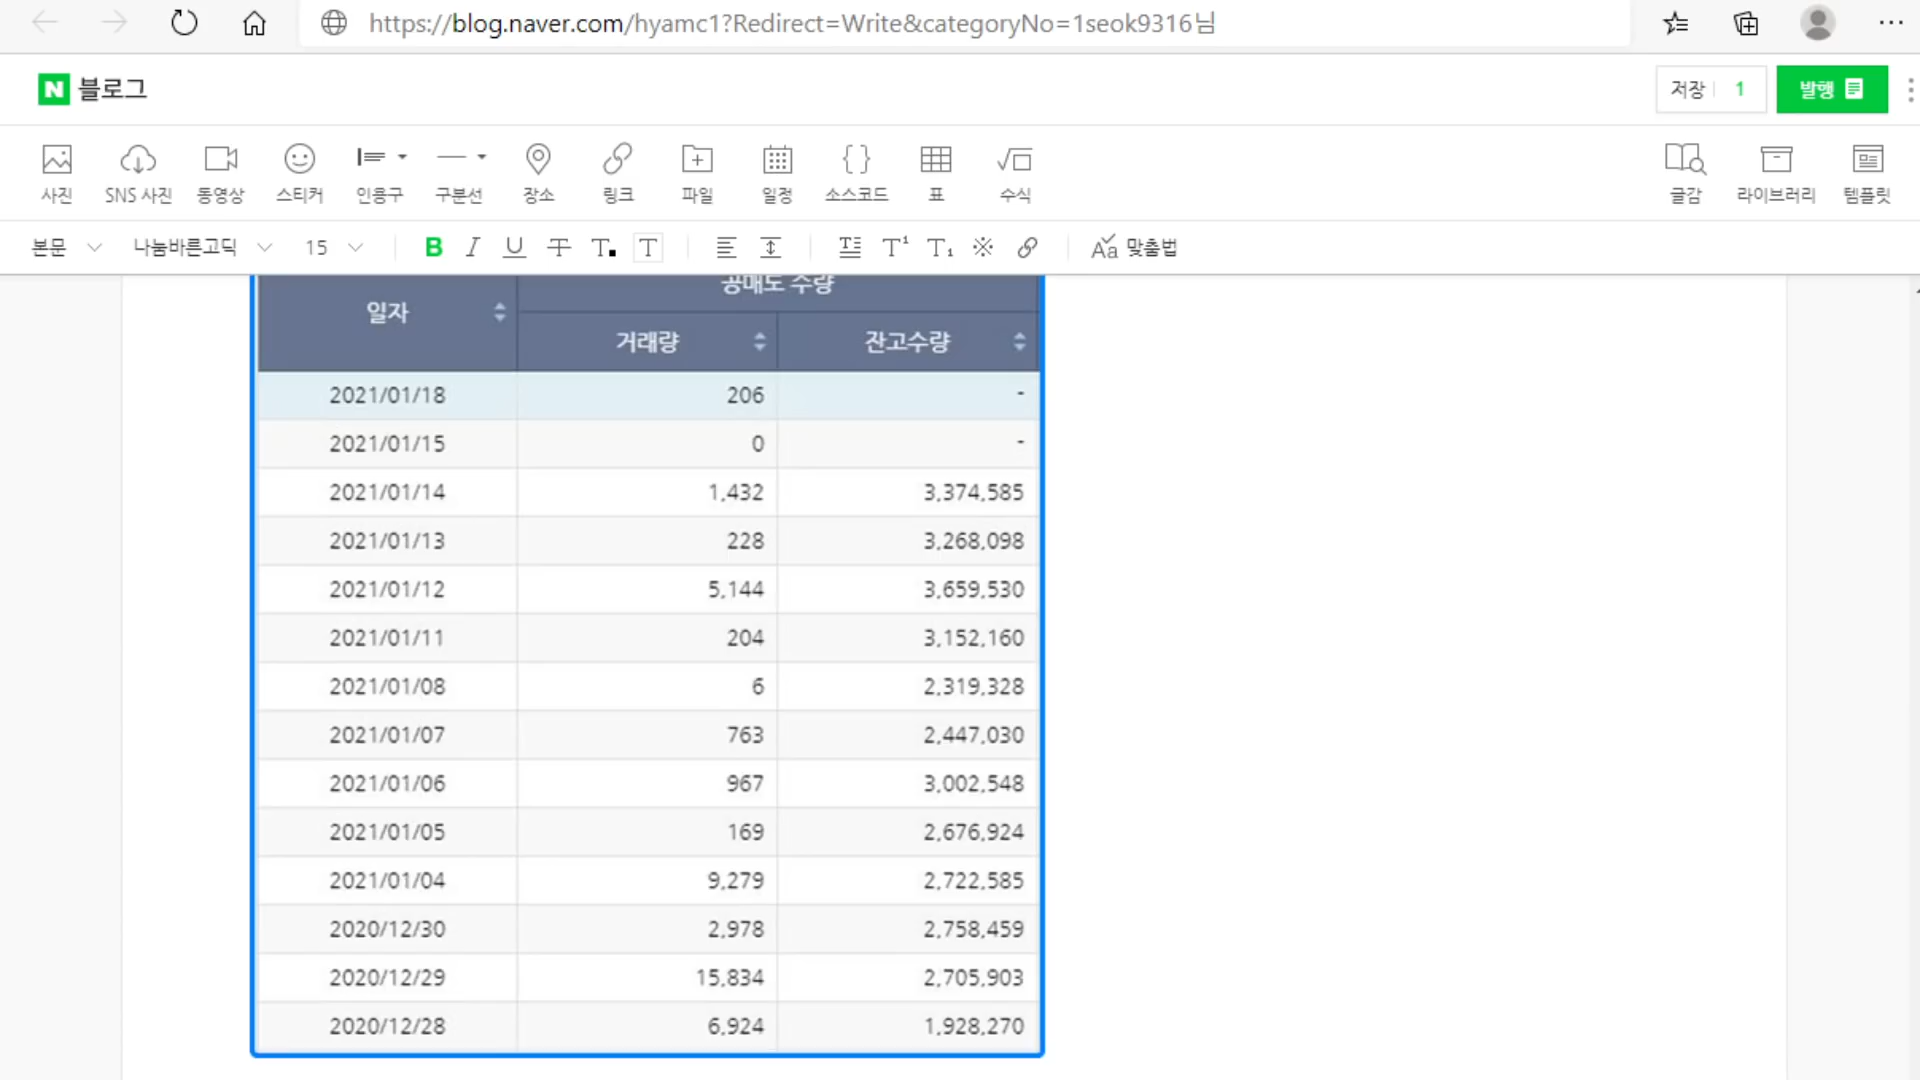 https://blog.naver.com/hyamc1?Redirect=Write&categoryNo=1seok9316님
N 블로그
저장 1
발행
사진 SNS 사진 동영상 스티커 인용구 구분선 장소 링크 파일 일정 소스코드 표 수식 글감 라이브러리 템플릿
본문 나눔바른고딕 15 B I U T T. T T¹ T₁ ※ 맞춤법
공매도 수량
일자
거래량 잔고수량
2021/01/18 206 -
2021/01/15 0 -
2021/01/14 1,432 3,374,585
2021/01/13 228 3,268,098
2021/01/12 5,144 3,659,530
2021/01/11 204 3,152,160
2021/01/08 6 2,319,328
2021/01/07 763 2,447,030
2021/01/06 967 3,002,548
2021/01/05 169 2,676,924
2021/01/04 9,279 2,722,585
2020/12/30 2,978 2,758,459
2020/12/29 15,834 2,705,903
2020/12/28 6,924 1,928,270